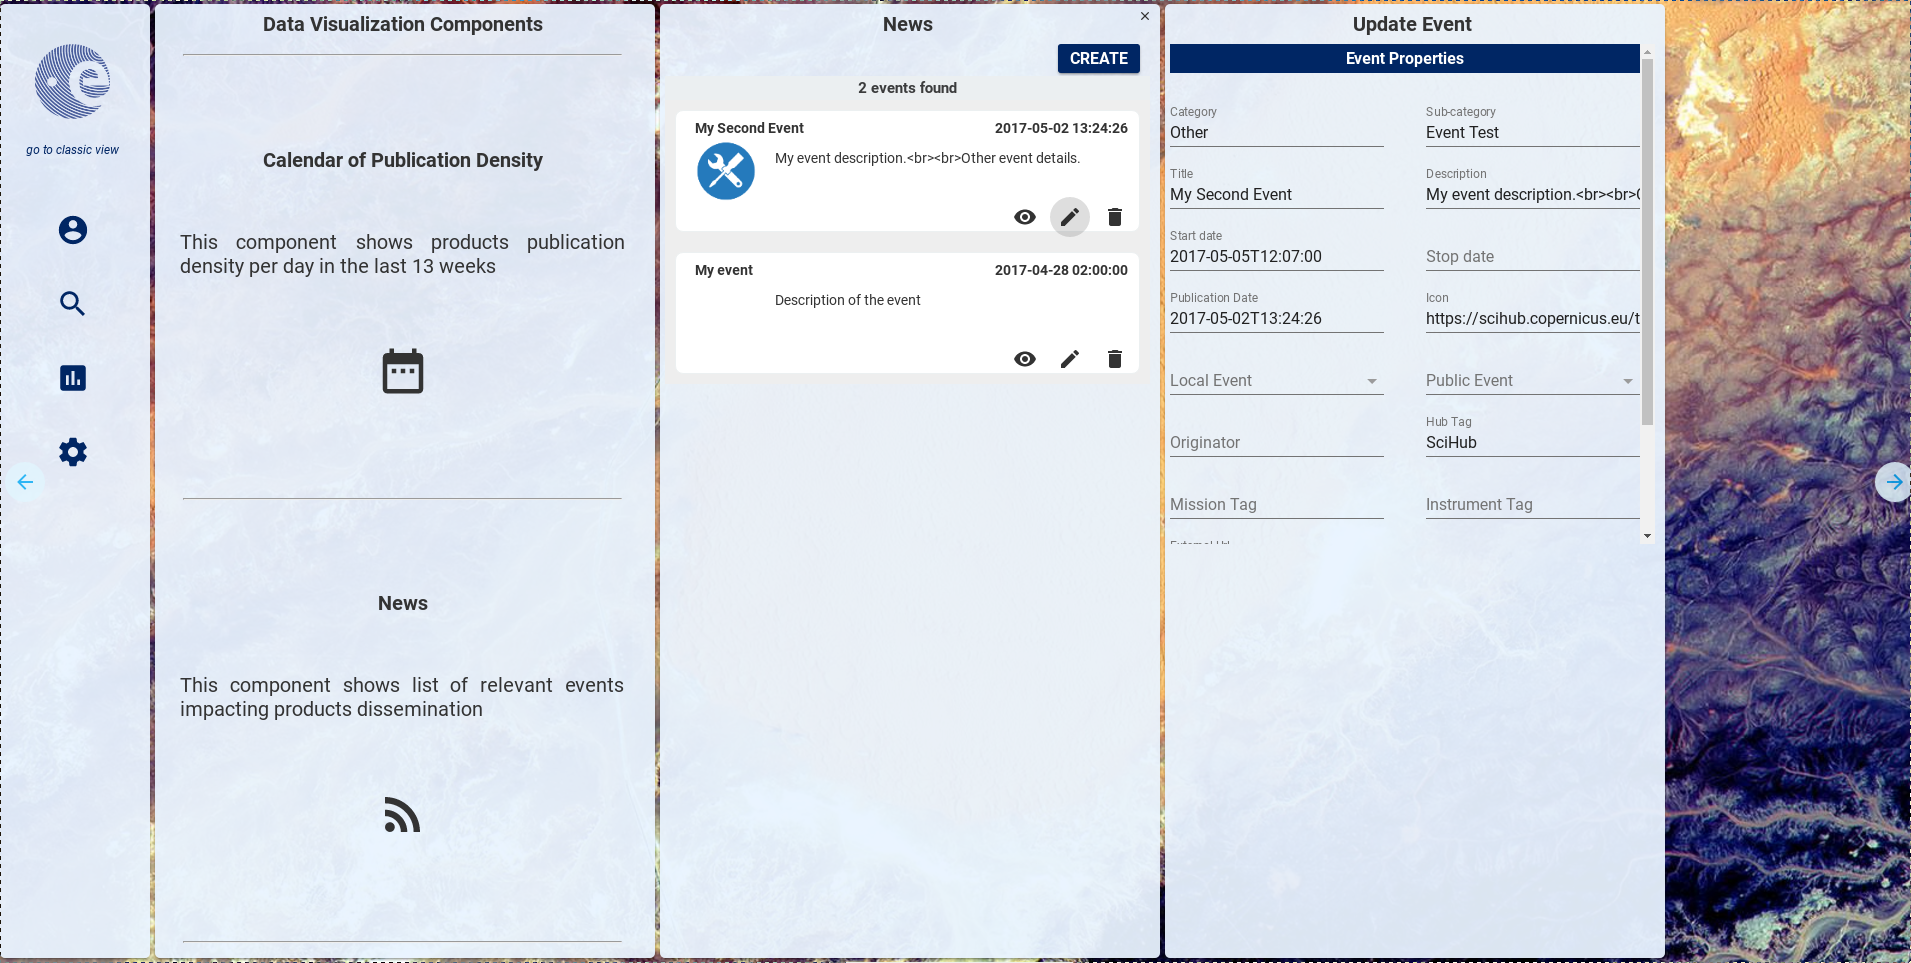 go to classic view
Data Visualization Components
Calendar of Publication Density
This component shows products publication
density per day in the last 13 weeks
News
This component shows list of relevant events
impacting products dissemination
News
×
CREATE
2 events found
My Second Event 2017-05-02 13:24:26
My event description.<br><br>Other event details.
My event 2017-04-28 02:00:00
Description of the event
Update Event
Event Properties
Category Sub-category
Other Event Test
Title Description
My Second Event My event description.<br><br>
Start date
2017-05-05T12:07:00 Stop date
Publication Date Icon
2017-05-02T13:24:26 https://scihub.copernicus.eu/t
Local Event Public Event
Hub Tag
Originator SciHub
Mission Tag Instrument Tag
External Url